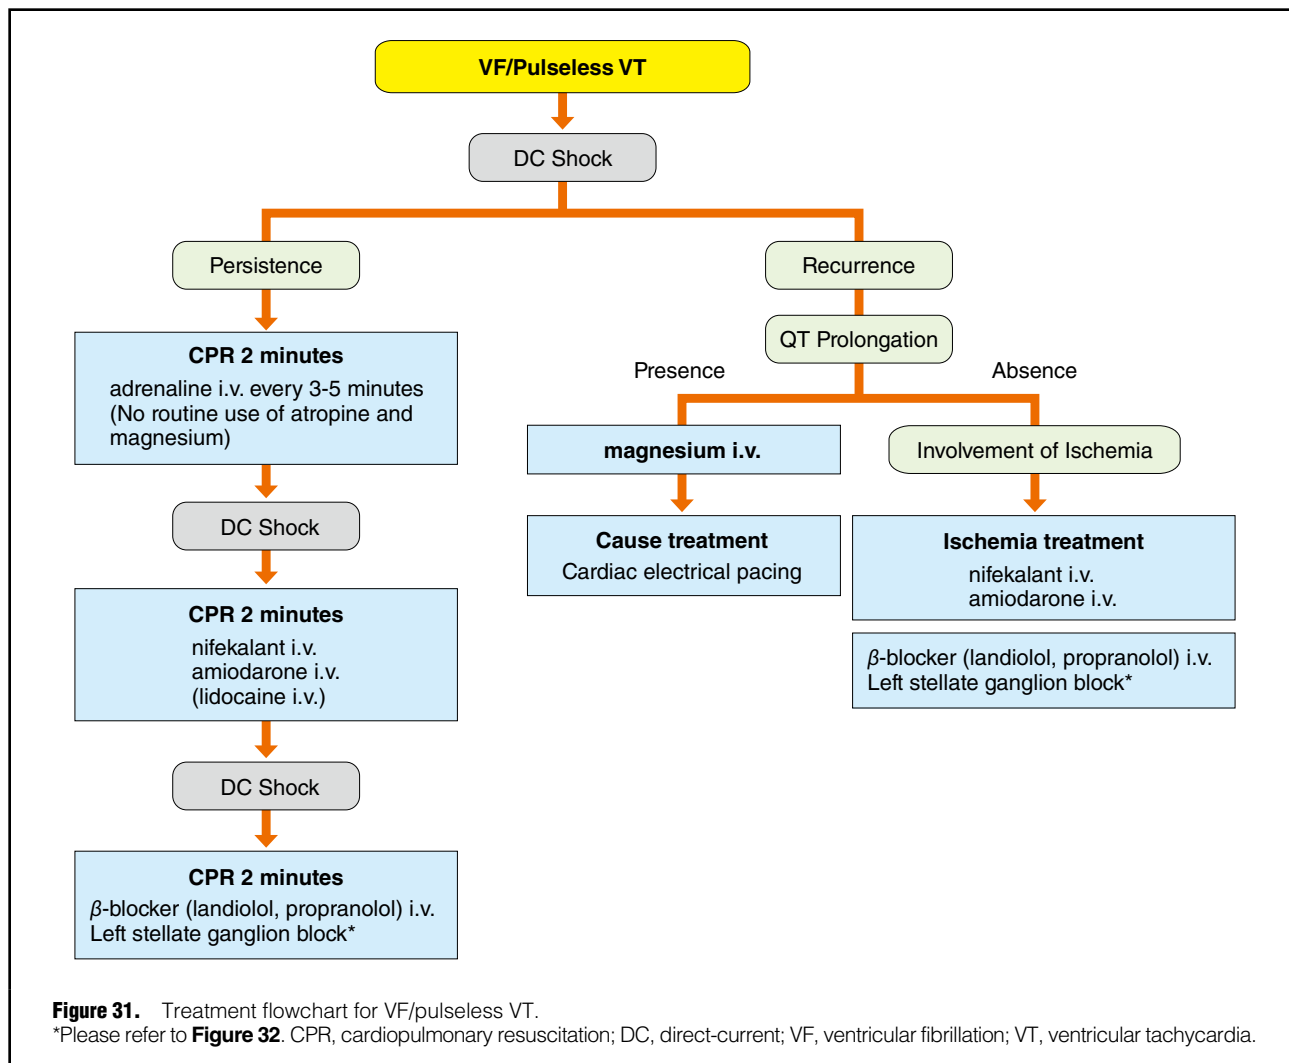 VF/Pulseless VT
DC Shock
Persistence
Recurrence
CPR 2 minutes
adrenaline i.v. every 3-5 minutes
(No routine use of atropine and
magnesium)
QT Prolongation
Presence
Absence
magnesium i.v.
Involvement of Ischemia
DC Shock
Cause treatment
Cardiac electrical pacing
Ischemia treatment
nifekalant i.v.
amiodarone i.v.
CPR 2 minutes
nifekalant i.v.
amiodarone i.v.
(lidocaine i.v.)
β-blocker (landiolol, propranolol) i.v.
Left stellate ganglion block*
DC Shock
CPR 2 minutes
β-blocker (landiolol, propranolol) i.v.
Left stellate ganglion block*
Figure 31. Treatment flowchart for VF/pulseless VT.
*Please refer to Figure 32. CPR, cardiopulmonary resuscitation; DC, direct-current; VF, ventricular fibrillation; VT, ventricular tachycardia.